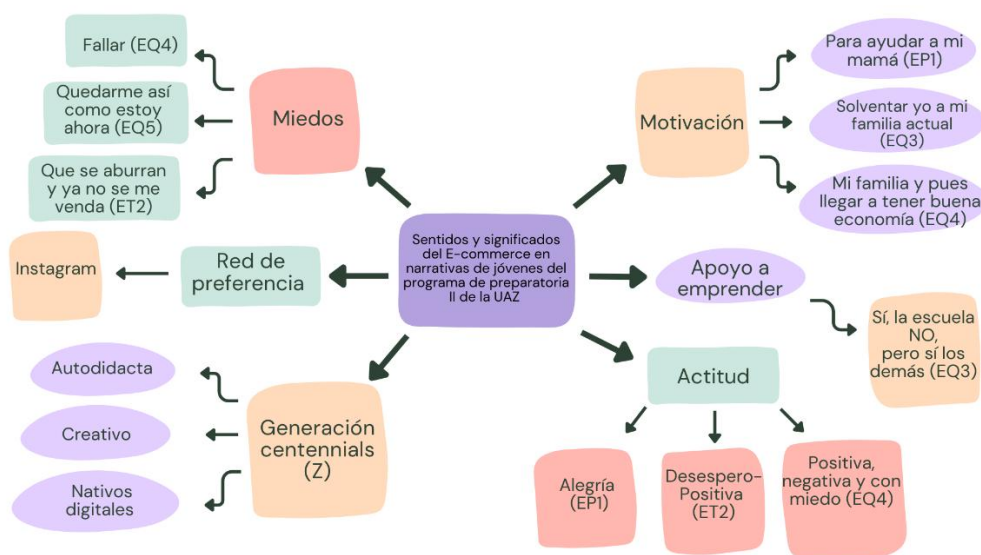 Fallar (EQ4)
Quedarme así
como estoy
ahora (EQ5)
Que se aburran
y ya no se me
venda (ET2)
Miedos
Motivación
Para ayudar a mi
mamá (EP1)
Solventar yo a mi
familia actual
(EQ3)
Mi familia y pues
llegar a tener buena
economía (EQ4)
Sentidos y significados
del E-commerce en
narrativas de jóvenes del
programa de preparatoria
II de la UAZ
Instagram
Red de
preferencia
Apoyo a
emprender
Sí, la escuela
NO,
pero sí los
demás (EQ3)
Autodidacta
Creativo
Nativos
digitales
Generación
centennials
(Z)
Actitud
Alegría
(EP1)
Desespero-
Positiva
(ET2)
Positiva,
negativa y con
miedo (EQ4)